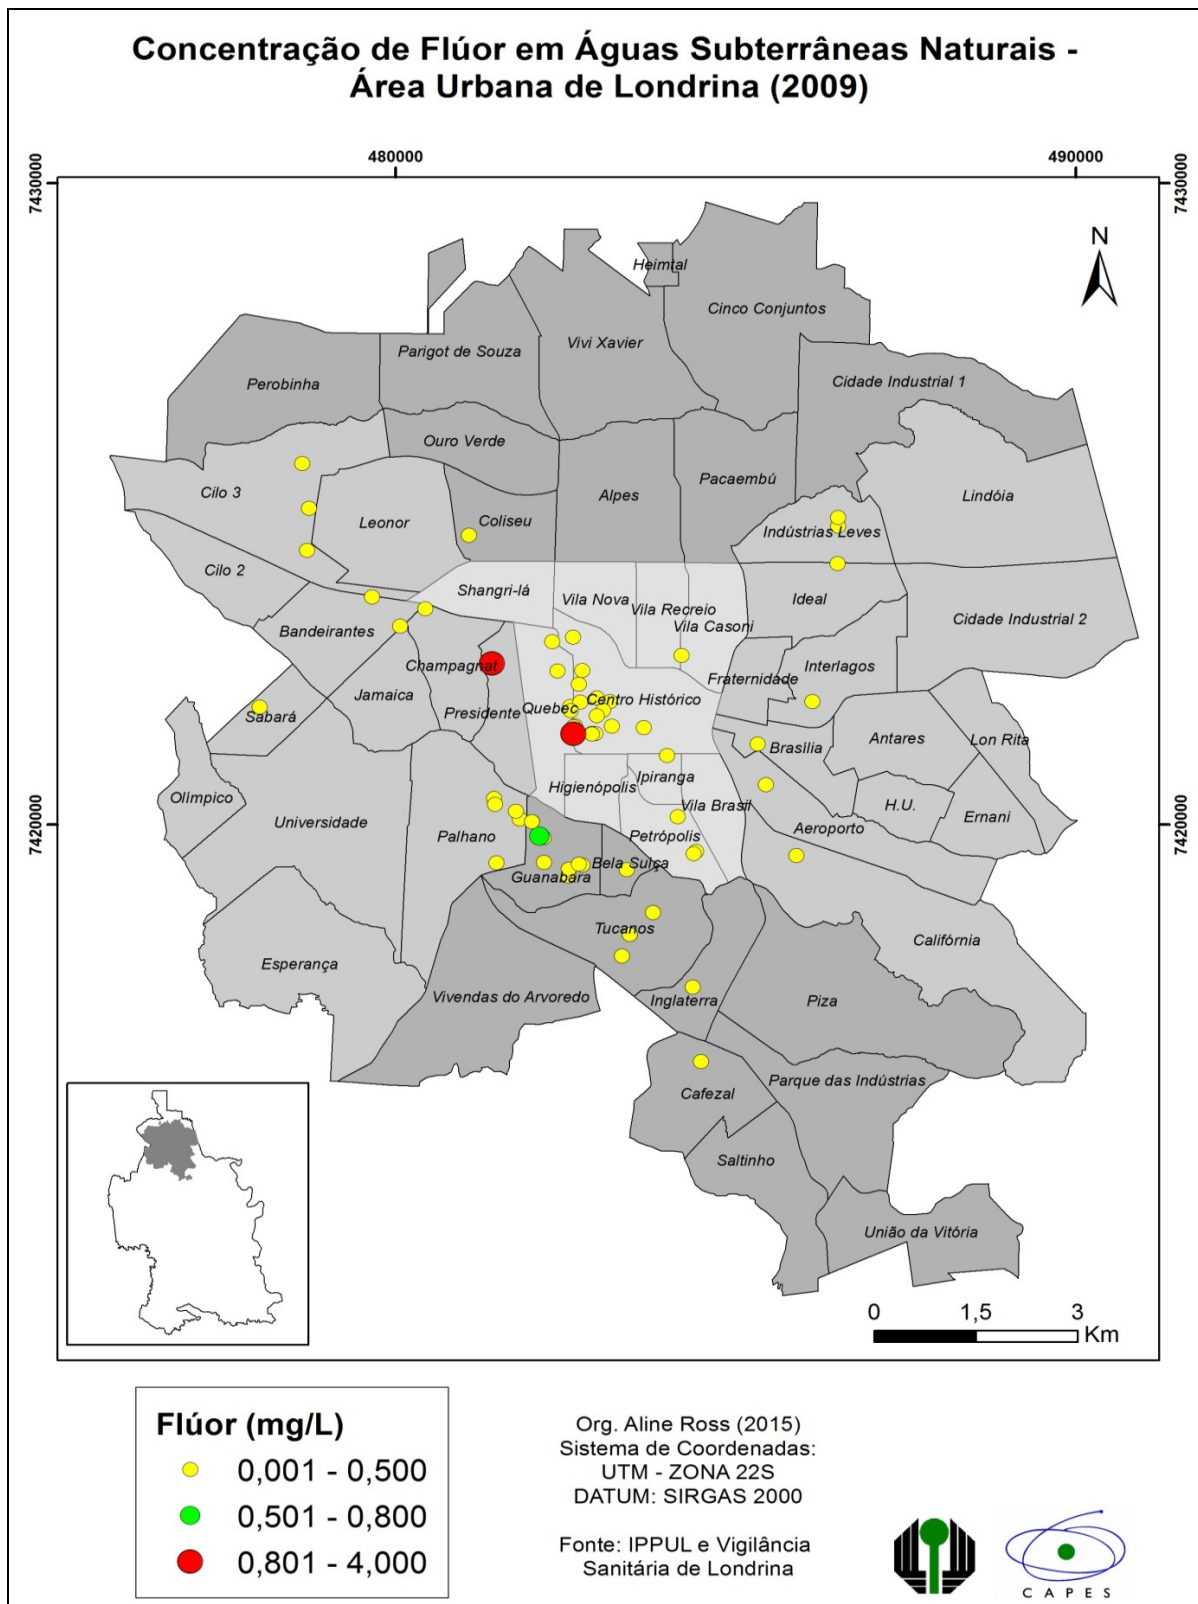 Concentração de Flúor em Águas Subterrâneas Naturais -
Área Urbana de Londrina (2009)
480000
490000
7430000
7430000
N
Heimtal
Cinco Conjuntos
Vivi Xavier
Parigot de Souza
Cidade Industrial 1
Perobinha
Ouro Verde
Pacaembú
Cilo 3
Alpes
Lindóia
Leonor
Coliseu
Indústrias Leves
Cilo 2
Shangri-lá
Vila Nova
Vila Recreio
Ideal
Vila Casoni
Cidade Industrial 2
Bandeirantes
Champagnat
Interlagos
Fraternidade
Jamaica
Centro Histórico
Quebec
Presidente
Sabará
Antares
Lon Rita
Brasilia
Ipiranga
Higienópolis
Olímpico
H.U.
Vila Brasil
Ernani
Universidade
Aeroporto
Palhano
Petrópolis
7420000
7420000
Bela Suíça
Guanabara
Tucanos
Califórnia
Esperança
Vivendas do Arvoredo
Inglaterra
Piza
Parque das Indústrias
Cafezal
Saltinho
União da Vitória
0 1,5 3
Km
Flúor (mg/L)
0,001 - 0,500
0,501 - 0,800
0,801 - 4,000
Org. Aline Ross (2015)
Sistema de Coordenadas:
UTM - ZONA 22S
DATUM: SIRGAS 2000
Fonte: IPPUL e Vigilância
Sanitária de Londrina
CAPES